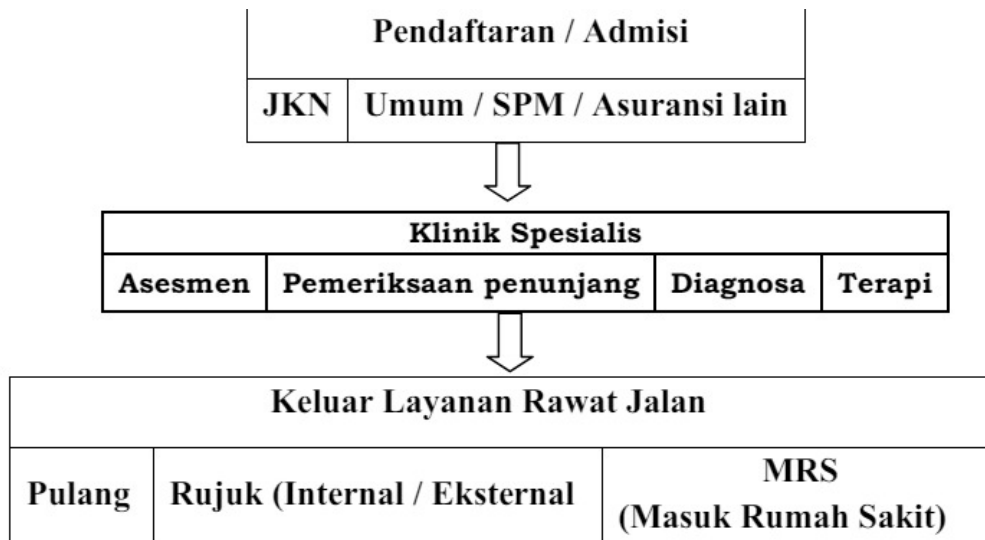 Pendaftaran / Admisi
JKN
Umum / SPM / Asuransi lain
Klinik Spesialis
Asesmen
Pemeriksaan penunjang
Diagnosa
Terapi
Keluar Layanan Rawat Jalan
Pulang
Rujuk (Internal / Eksternal
MRS
(Masuk Rumah Sakit)